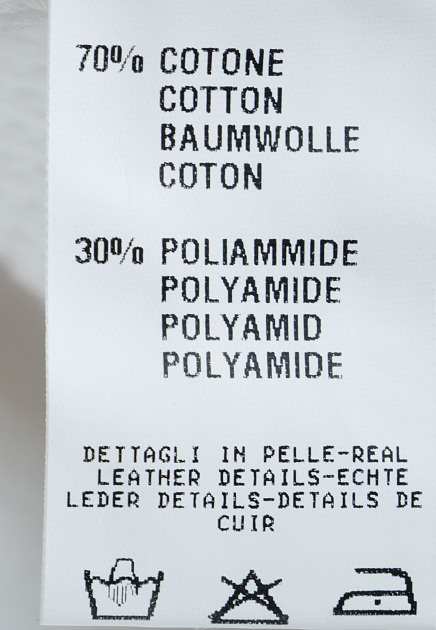 70% COTONE
COTTON
BAUMWOLLE
COTON
30% POLIAMMIDE
POLYAMIDE
POLYAMID
POLYAMIDE
DETTAGLI IN PELLE-REAL
LEATHER DETAILS-ECHTE
LEDER DETAILS-DETAILS DE
CUIR